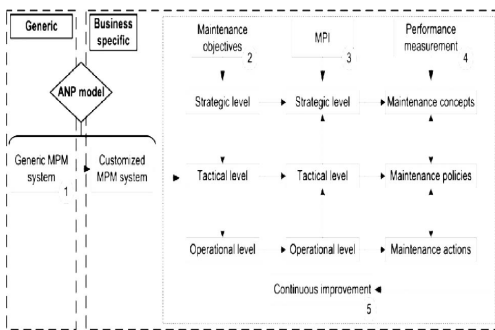 Generic
Business
specific
ANP model
Generic MPM
system
1
Customized
MPM system
Maintenance
objectives
2
MPI
3
Performance
measurement
4
Strategic level
Strategic level
Maintenance concepts
Tactical level
Tactical level
Maintenance policies
Operational level
Operational level
Maintenance actions
Continuous improvement
5